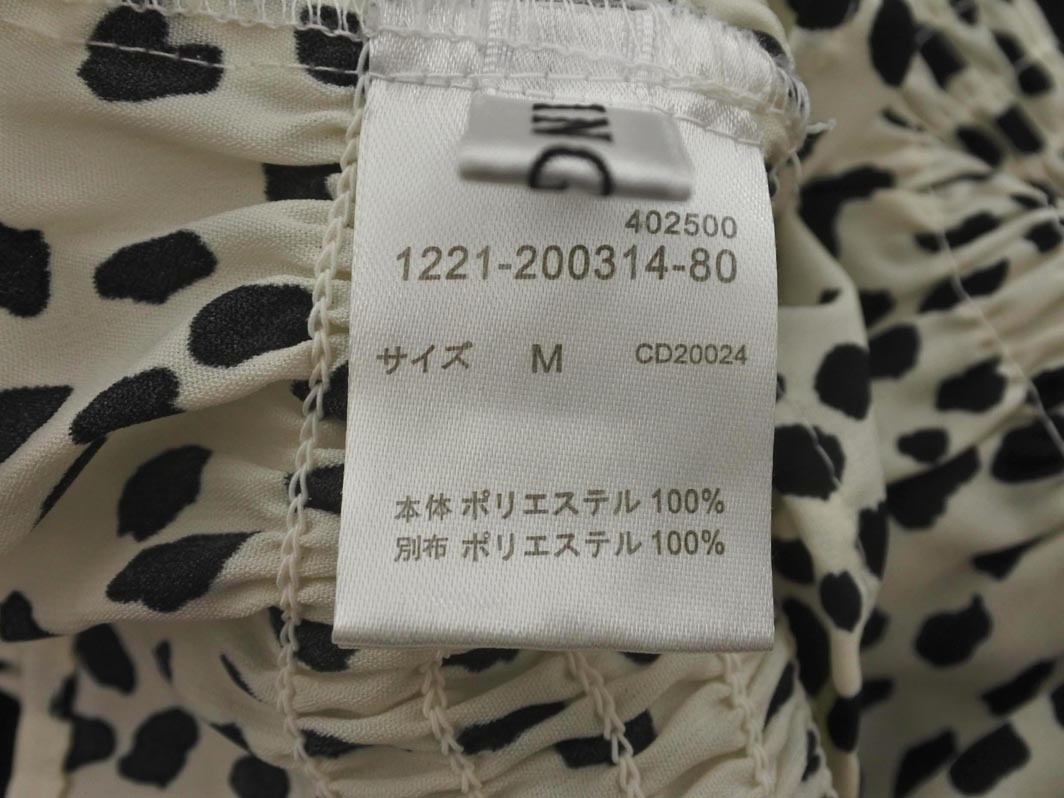 ING
402500
1221-200314-80
サイズ M CD20024
本体 ポリエステル 100%
別布 ポリエステル 100%